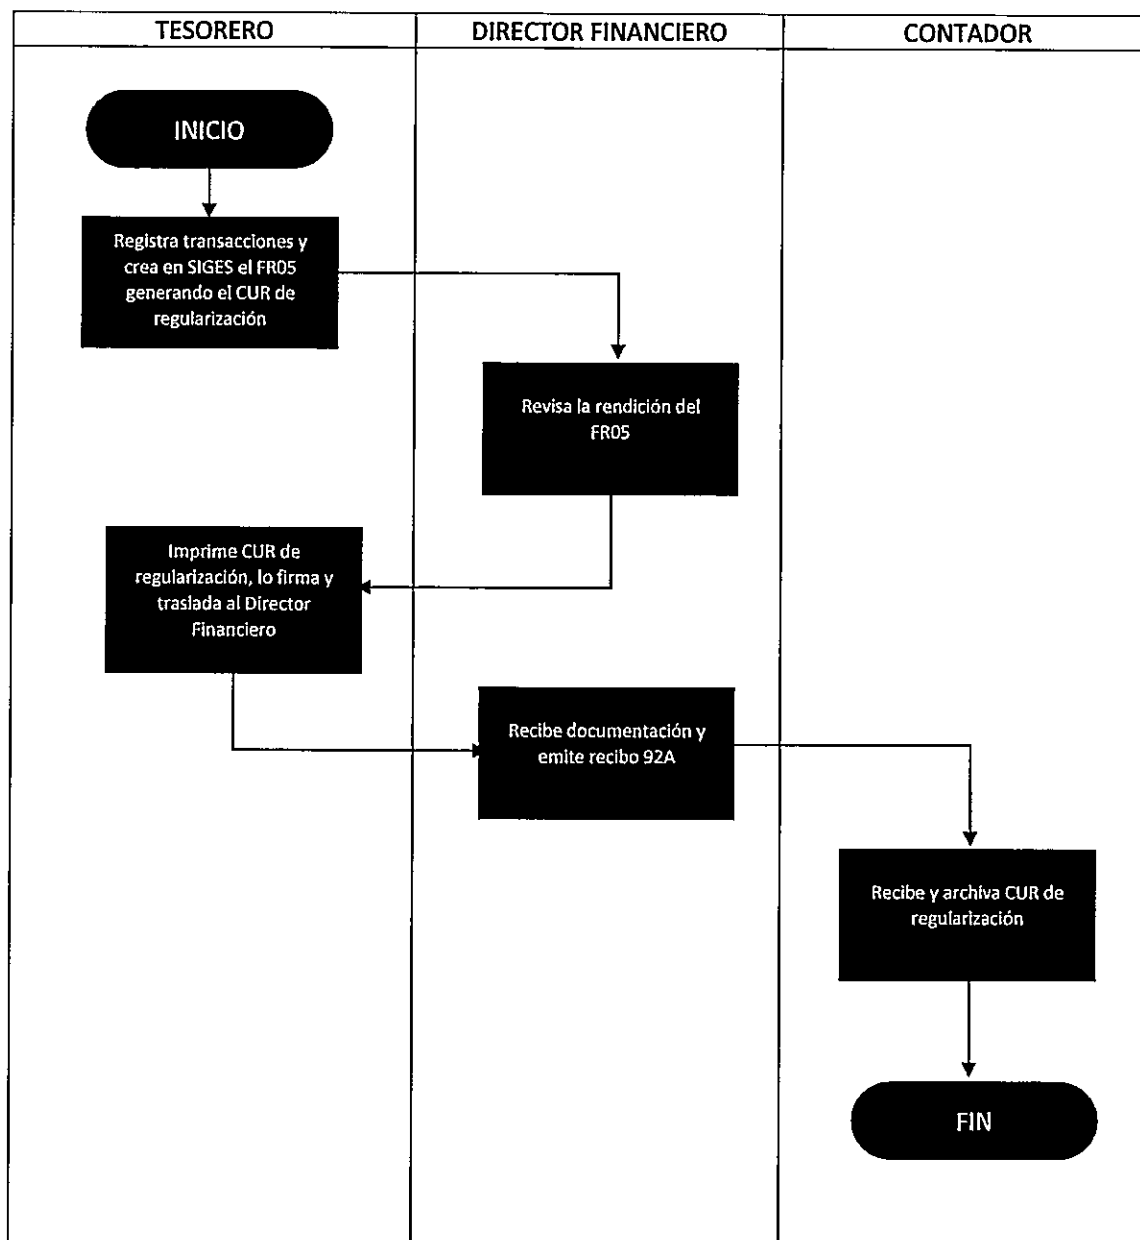 TESORERO
DIRECTOR FINANCIERO
CONTADOR
INICIO
Registra transacciones y
crea en SIGES el FR05
generando el CUR de
regularización
Revisa la rendición del
FR05
Imprime CUR de
regularización, lo firma y
traslada al Director
Financiero
Recibe documentación y
emite recibo 92A
Recibe y archiva CUR de
regularización
FIN